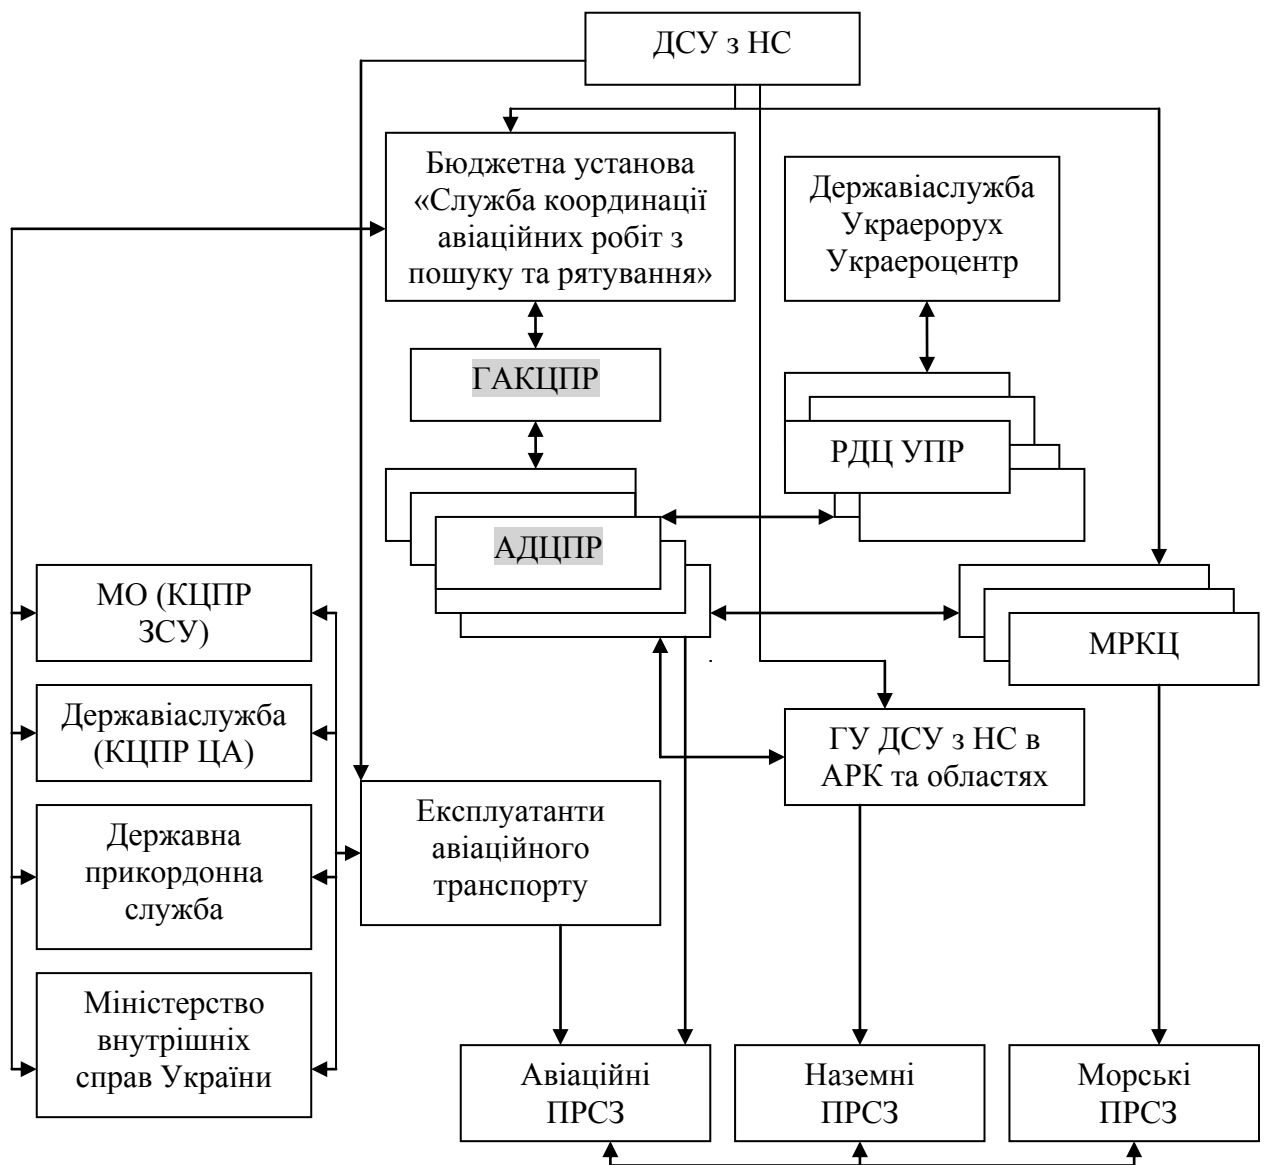 ДСУ з НС
Бюджетна установа
«Служба координації
авіаційних робіт з
пошуку та рятування»
Державіаслужба
Украерорух
Украероцентр
ГАКЦПР
РДЦ УПР
АДЦПР
МО (КЦПР
ЗСУ)
МРКЦ
Державіаслужба
(КЦПР ЦА)
ГУ ДСУ з НС в
АРК та областях
Експлуатанти
авіаційного
транспорту
Державна
прикордонна
служба
Міністерство
внутрішніх
справ України
Авіаційні
ПРСЗ
Наземні
ПРСЗ
Морські
ПРСЗ